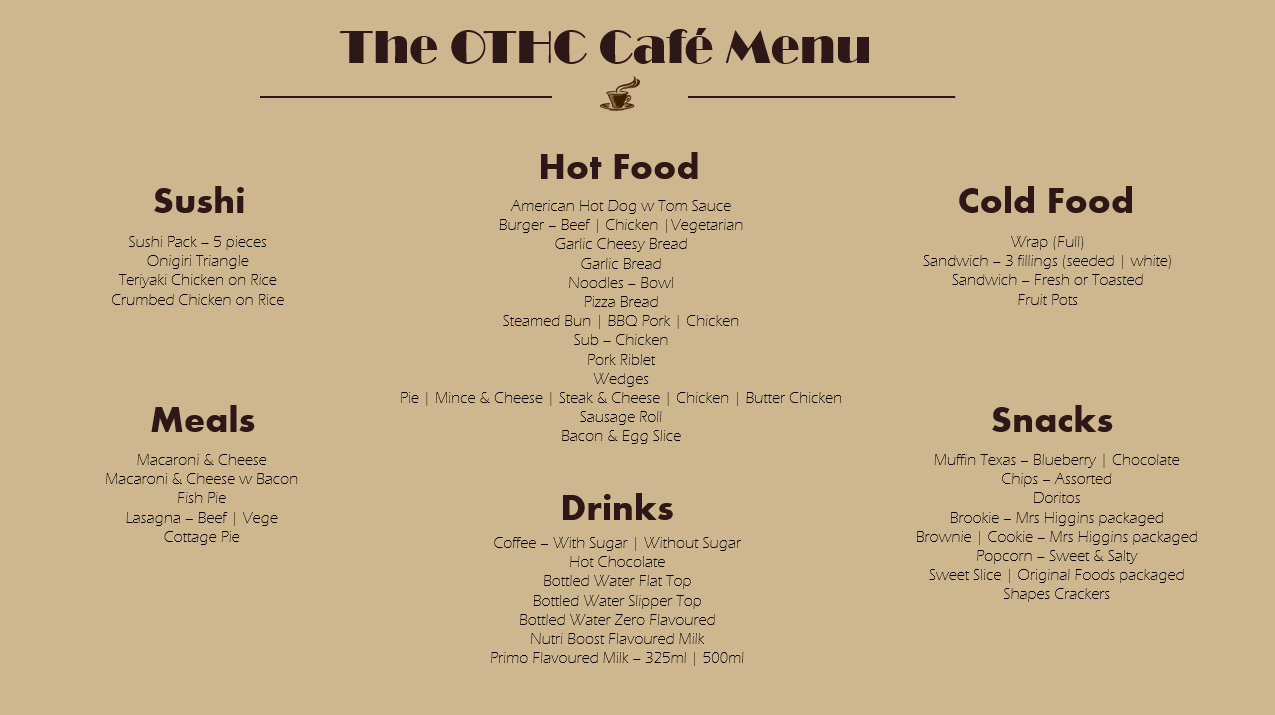 The OTHC Café Menu
Sushi
Sushi Pack – 5 pieces
Onigiri Triangle
Teriyaki Chicken on Rice
Crumbed Chicken on Rice
Meals
Macaroni & Cheese
Macaroni & Cheese w Bacon
Fish Pie
Lasagna – Beef | Vege
Cottage Pie
Hot Food
American Hot Dog w Tom Sauce
Burger – Beef | Chicken |Vegetarian
Garlic Cheesy Bread
Garlic Bread
Noodles – Bowl
Pizza Bread
Steamed Bun | BBQ Pork | Chicken
Sub – Chicken
Pork Riblet
Wedges
Pie | Mince & Cheese | Steak & Cheese | Chicken | Butter Chicken
Sausage Roll
Bacon & Egg Slice
Drinks
Coffee – With Sugar | Without Sugar
Hot Chocolate
Bottled Water Flat Top
Bottled Water Slipper Top
Bottled Water Zero Flavoured
Nutri Boost Flavoured Milk
Primo Flavoured Milk – 325ml | 500ml
Cold Food
Wrap (Full)
Sandwich – 3 fillings (seeded | white)
Sandwich – Fresh or Toasted
Fruit Pots
Snacks
Muffin Texas – Blueberry | Chocolate
Chips – Assorted
Doritos
Brookie – Mrs Higgins packaged
Brownie | Cookie – Mrs Higgins packaged
Popcorn – Sweet & Salty
Sweet Slice | Original Foods packaged
Shapes Crackers